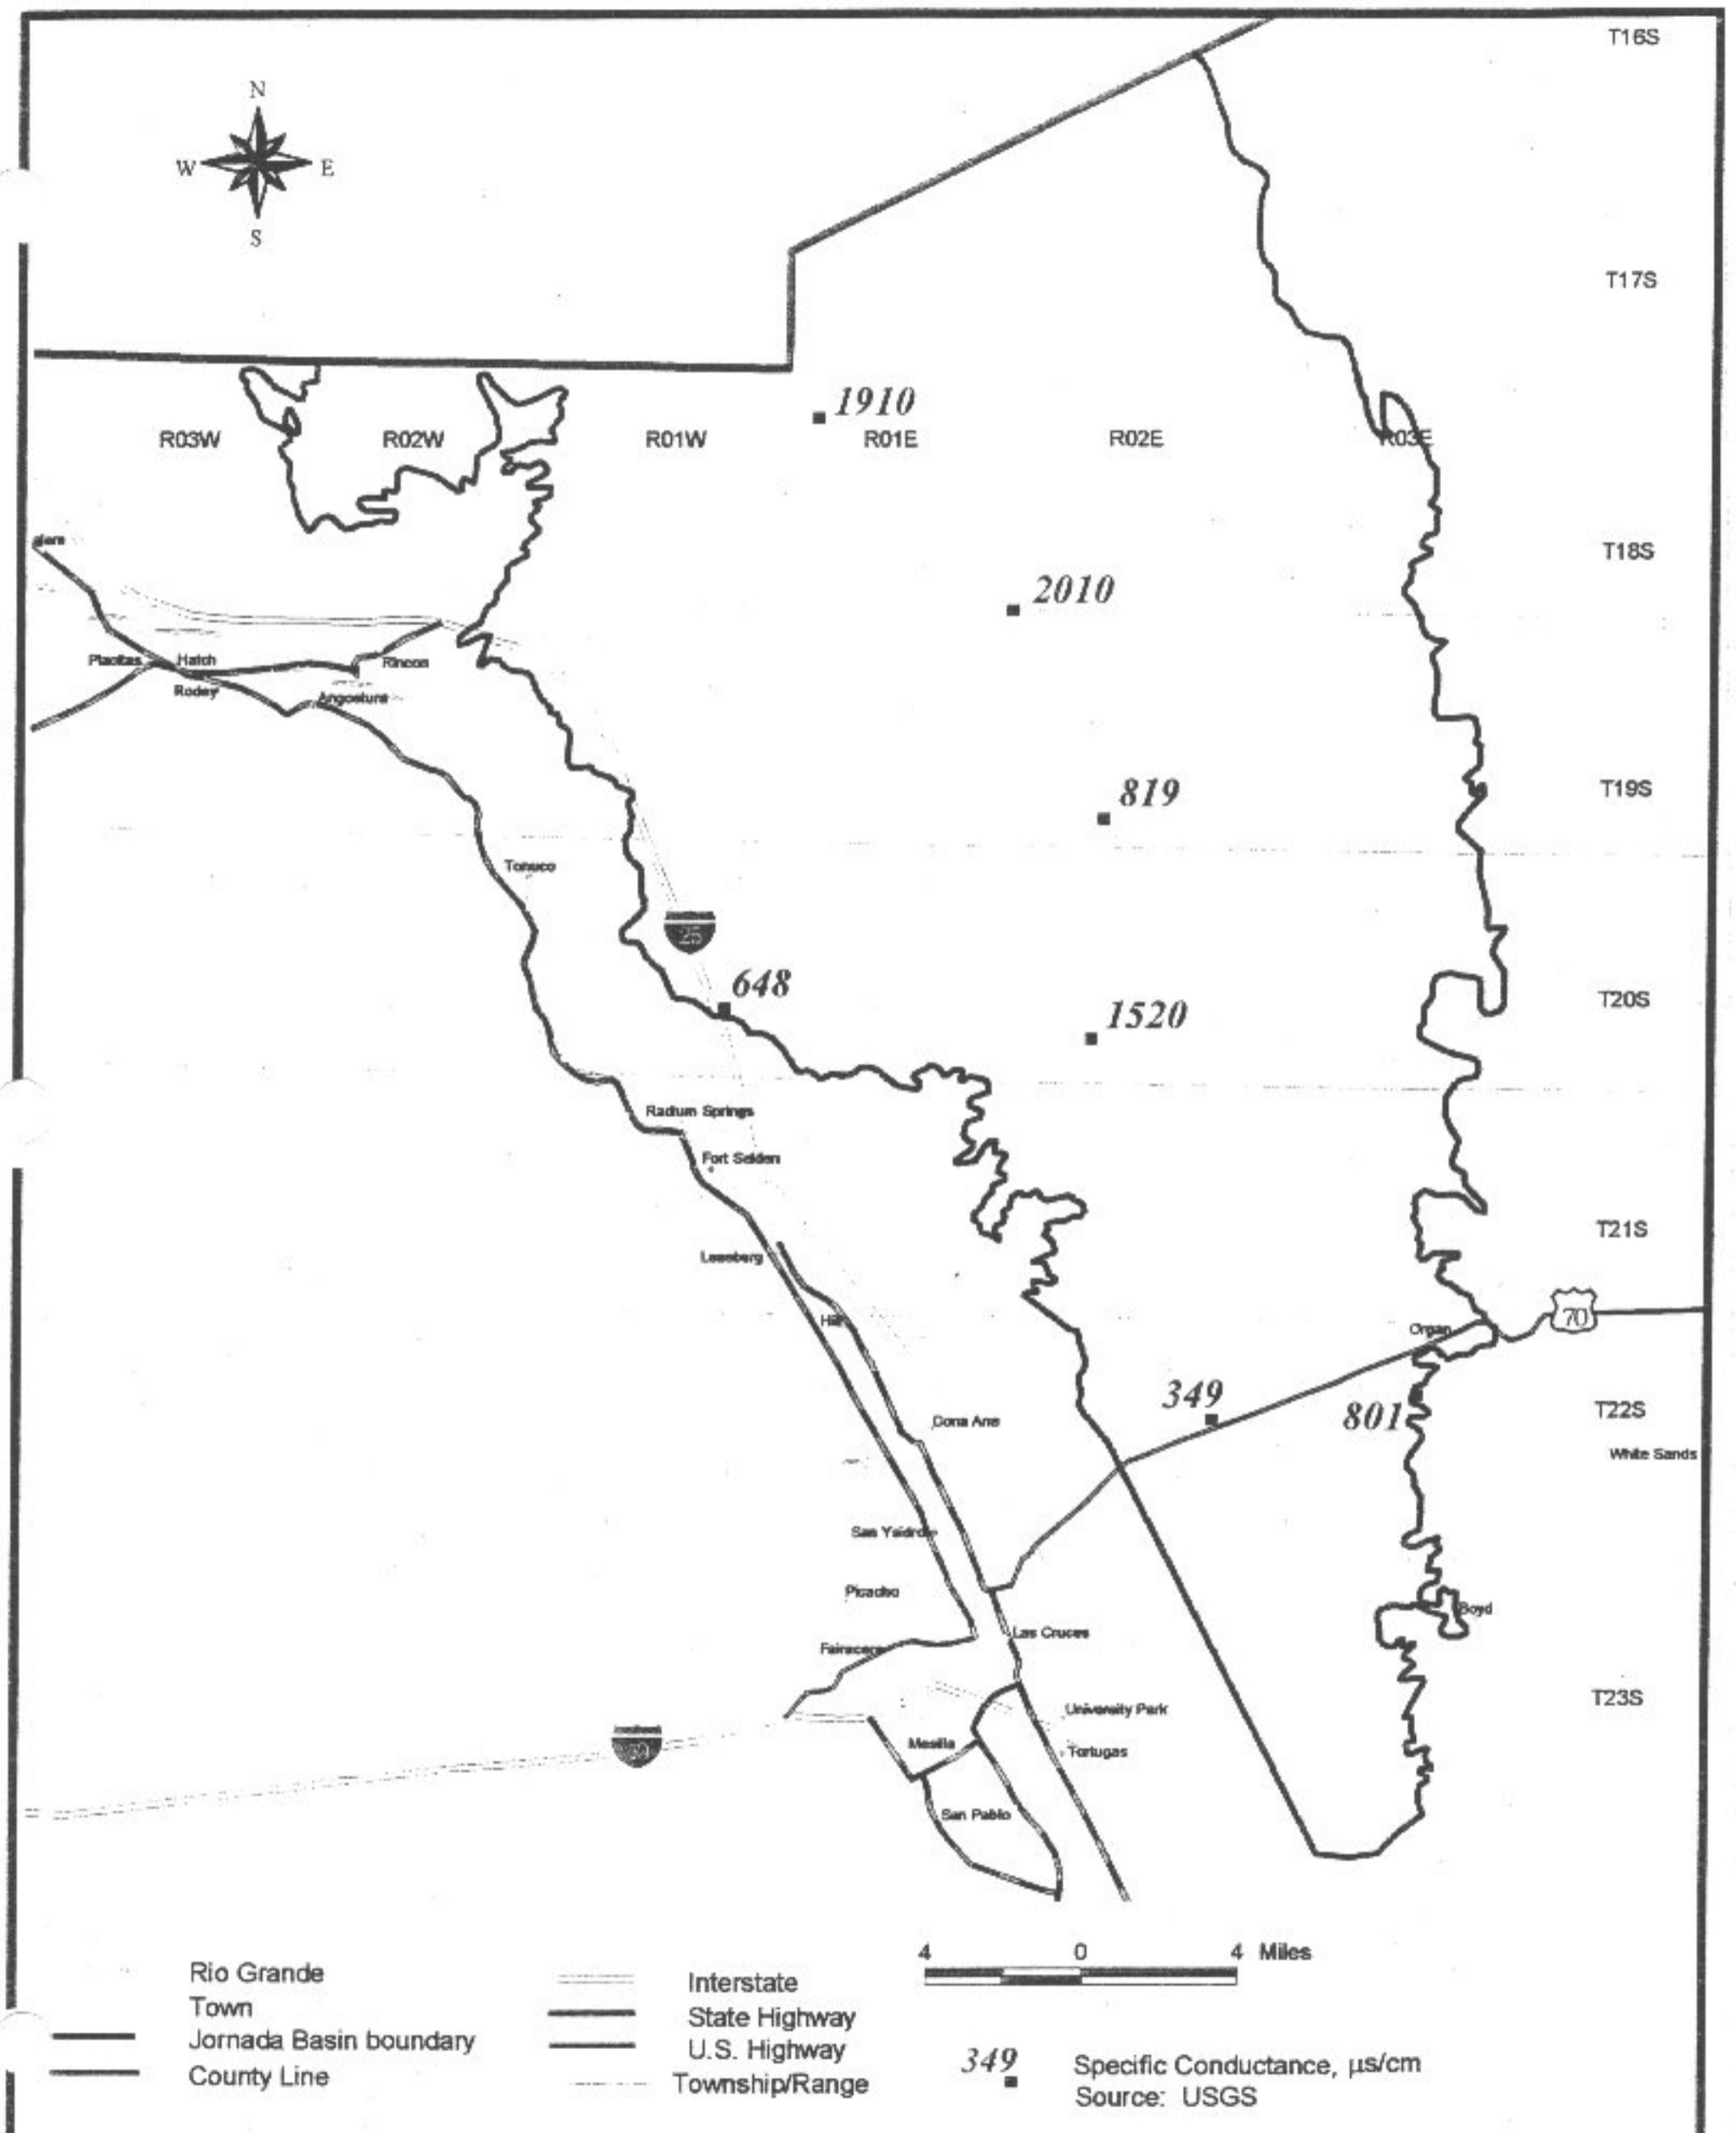 T16S
N
W E
S
T17S
1910
R03W R02W R01W R01E R02E R03E
T18S
2010
Placitas Hatch Rincon
Rodey Angostura
819 T19S
Tonuco
25
648 T20S
1520
Radium Springs
Fort Selden
T21S
Leasburg
70
Hill Organ
349
801 T22S
Dona Ana
White Sands
San Ysidro
Picacho
Boyd
Las Cruces
Fairacers
T23S
University Park
Mesilla
Tortugas
San Pablo
4 0 4 Miles
Rio Grande
Town
Jornada Basin boundary
County Line
Interstate
State Highway
U.S. Highway
Township/Range
349
Specific Conductance, µs/cm
Source: USGS